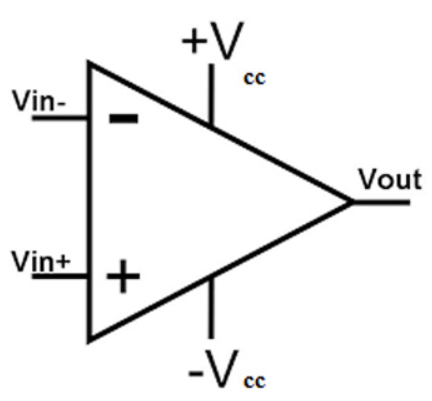 +Vcc
Vin-
-
Vout
Vin+
+
-Vcc